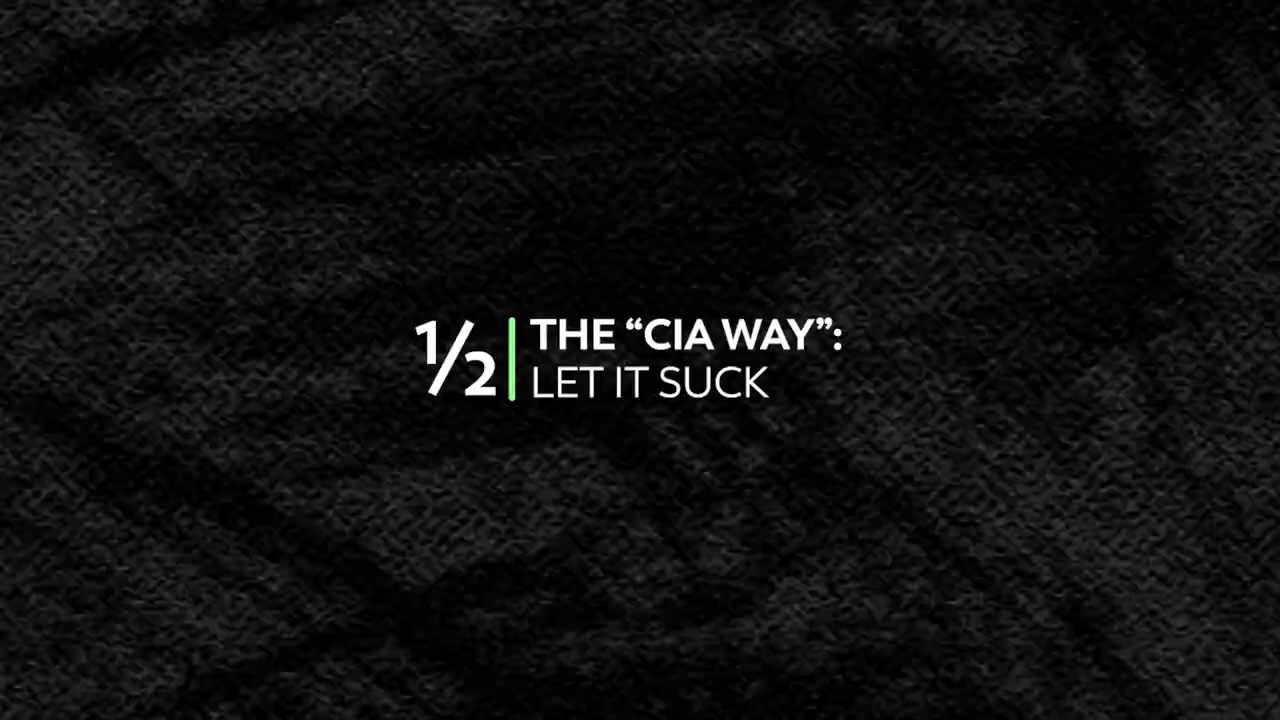 ½
THE “CIA WAY”:
LET IT SUCK